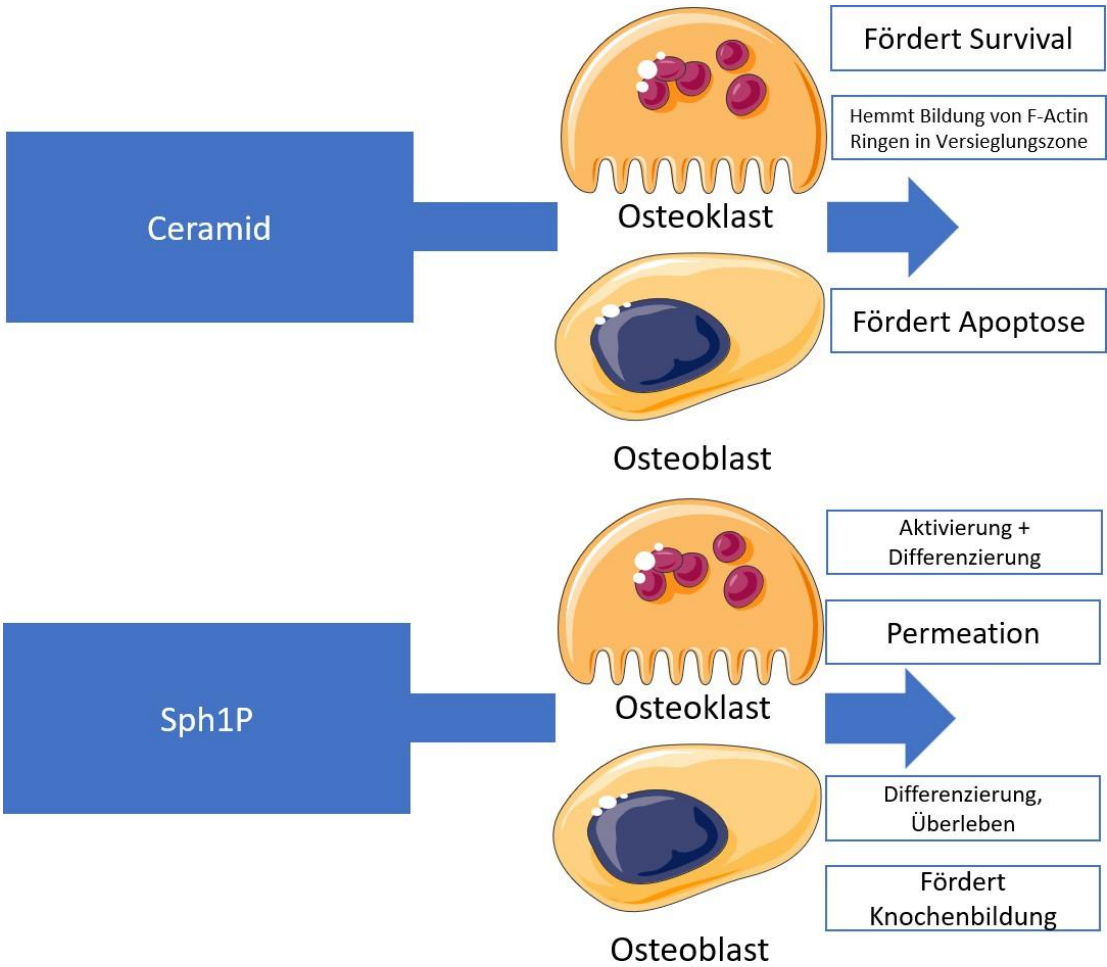 Ceramid
Osteoklast
Fördert Survival
Hemmt Bildung von F-Actin
Ringen in Versieglungszone
Osteoblast
Fördert Apoptose
Sph1P
Osteoklast
Aktivierung +
Differenzierung
Permeation
Osteoblast
Differenzierung,
Überleben
Fördert
Knochenbildung